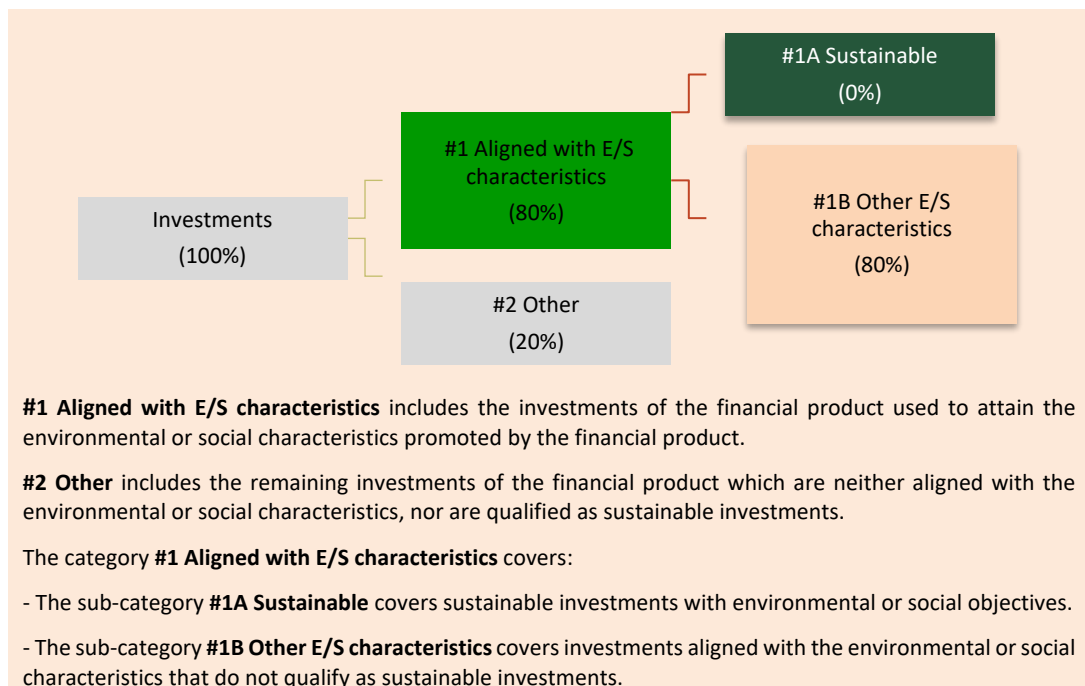 #1A Sustainable
(0%)
#1 Aligned with E/S
characteristics
(80%)
#1B Other E/S
characteristics
(80%)
Investments
(100%)
#2 Other
(20%)
#1 Aligned with E/S characteristics includes the investments of the financial product used to attain the
environmental or social characteristics promoted by the financial product.
#2 Other includes the remaining investments of the financial product which are neither aligned with the
environmental or social characteristics, nor are qualified as sustainable investments.
The category #1 Aligned with E/S characteristics covers:
- The sub-category #1A Sustainable covers sustainable investments with environmental or social objectives.
- The sub-category #1B Other E/S characteristics covers investments aligned with the environmental or social
characteristics that do not qualify as sustainable investments.